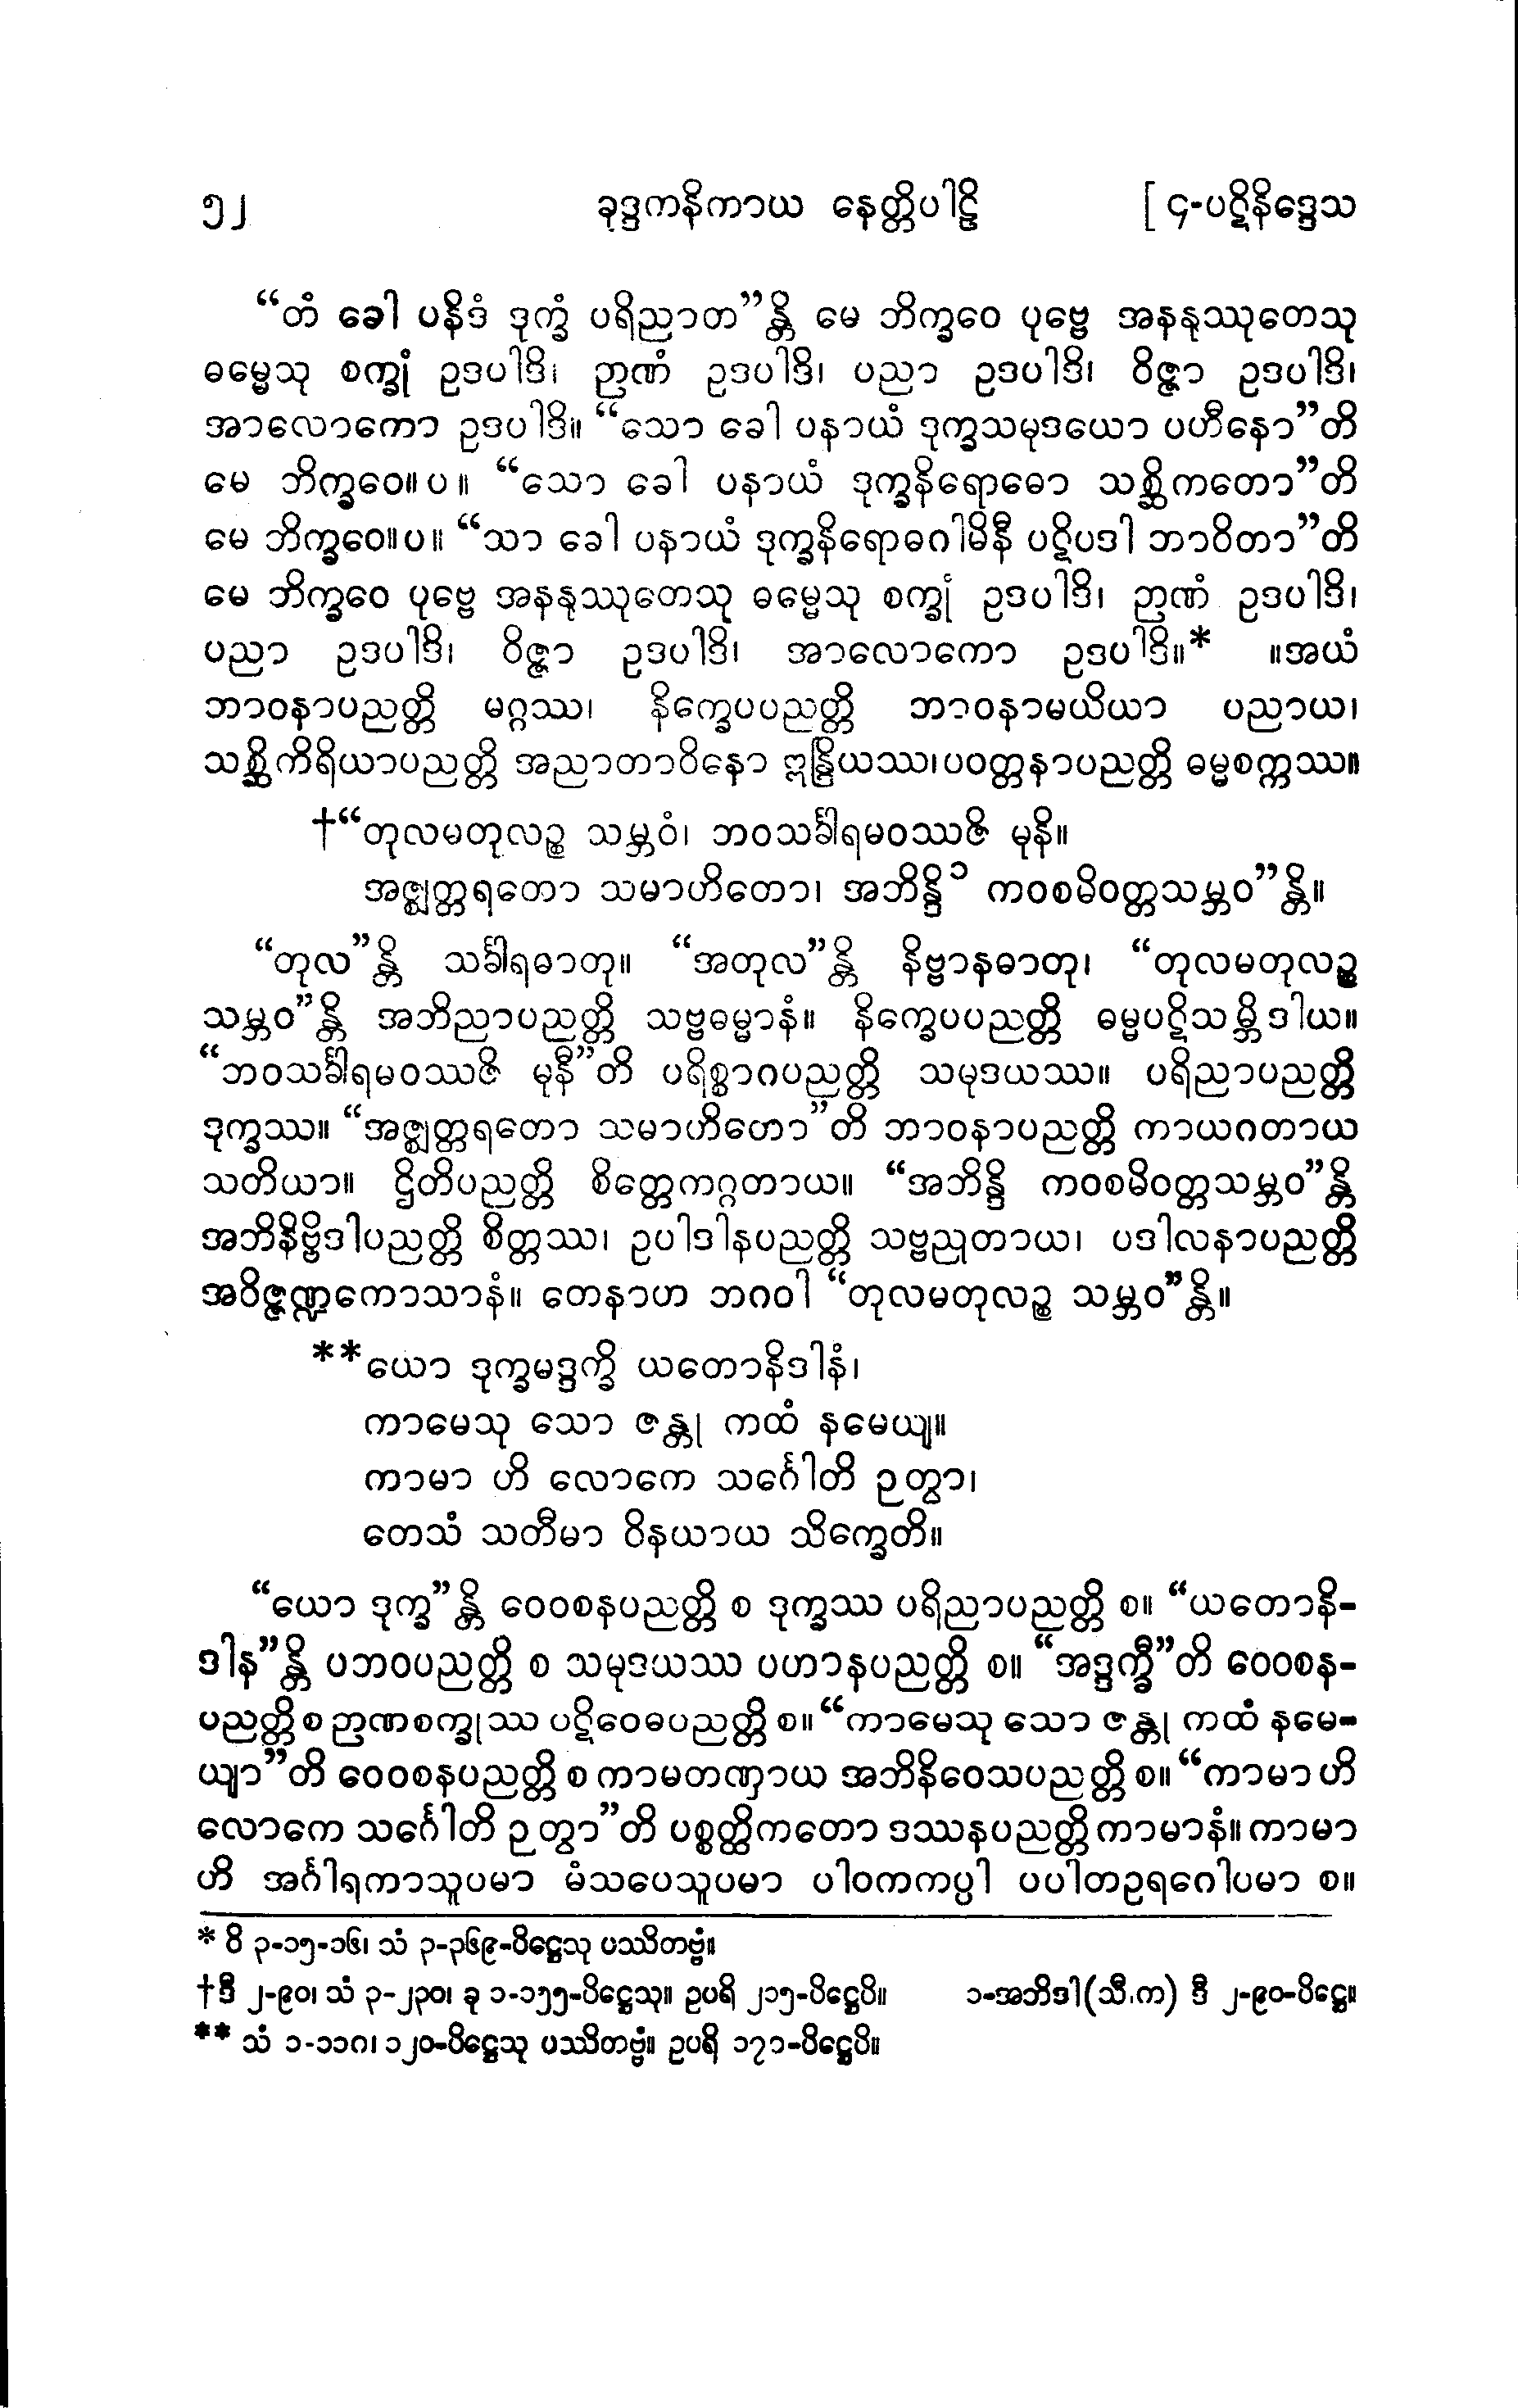 ၅၂ ခုဒ္ဒကနိကာယ နေတ္တိပါဠိ [ ၄-ပဋိနိဒ္ဒေသ
“တံ ခေါ ပနိဒံ ဒုက္ခံ ပရိညာတ”န္တိ မေ ဘိက္ခဝေ ပုဗ္ဗေ အနနုဿုတေသု
ဓမ္မေသု စက္ခုံ ဥဒပါဒိ၊ ဉာဏံ ဥဒပါဒိ၊ ပညာ ဥဒပါဒိ၊ ဝိဇ္ဇာ ဥဒပါဒိ၊
အာလောကော ဥဒပါဒိ။ “သော ခေါ ပနာယံ ဒုက္ခသမုဒယော ပဟီနော”တိ
မေ ဘိက္ခဝေ။ပ။ “သော ခေါ ပနာယံ ဒုက္ခနိရောဓော သစ္ဆိကတော”တိ
မေ ဘိက္ခဝေ။ပ။ “သာ ခေါ ပနာယံ ဒုက္ခနိရောဓဂါမိနီ ပဋိပဒါ ဘာဝိတာ”တိ
မေ ဘိက္ခဝေ ပုဗ္ဗေ အနနုဿုတေသု ဓမ္မေသု စက္ခုံ ဥဒပါဒိ၊ ဉာဏံ ဥဒပါဒိ၊
ပညာ ဥဒပါဒိ၊ ဝိဇ္ဇာ ဥဒပါဒိ၊ အာလောကော ဥဒပါဒိ။* ။အယံ
ဘာဝနာပညတ္တိ မဂ္ဂဿ၊ နိက္ခေပပညတ္တိ ဘာဝနာမယိယာ ပညာယ၊
သစ္ဆိကိရိယာပညတ္တိ အညာတာဝိနော ဣန္ဒြိယဿ၊ပဝတ္တနာပညတ္တိ ဓမ္မစက္ကဿ။
†“တုလမတုလဉ္စ သမ္ဘဝံ၊ ဘဝသင်္ခါရမဝဿဇိ မုနိ။
အဇ္ဈတ္တရတော သမာဟိတော၊ အဘိန္ဒိ ၁ ကဝစမိဝတ္တသမ္ဘဝ”န္တိ။
“တုလ”န္တိ သင်္ခါရဓာတု။ “အတုလ”န္တိ နိဗ္ဗာနဓာတု၊ “တုလမတုလဉ္စ
သမ္ဘဝ”န္တိ အဘိညာပညတ္တိ သဗ္ဗဓမ္မာနံ။ နိက္ခေပပညတ္တိ ဓမ္မပဋိသမ္ဘိဒါယ။
“ဘဝသင်္ခါရမဝဿဇိ မုနီ”တိ ပရိစ္စာဂပညတ္တိ သမုဒယဿ။ ပရိညာပညတ္တိ
ဒုက္ခဿ။ “အဇ္ဈတ္တရတော သမာဟိတော”တိ ဘာဝနာပညတ္တိ ကာယဂတာယ
သတိယာ။ ဌိတိပညတ္တိ စိတ္တေကဂ္ဂတာယ။ “အဘိန္ဒိ ကဝစမိဝတ္တသမ္ဘဝ”န္တိ
အဘိနိဗ္ဗိဒါပညတ္တိ စိတ္တဿ၊ ဥပါဒါနပညတ္တိ သဗ္ဗညုတာယ၊ ပဒါလနာပညတ္တိ
အဝိဇ္ဇဏ္ဍကောသာနံ။ တေနာဟ ဘဂဝါ “တုလမတုလဉ္စ သမ္ဘဝ”န္တိ။
**ယော ဒုက္ခမဒ္ဒက္ခိ ယတောနိဒါနံ၊
ကာမေသု သော ဇန္တု ကထံ နမေယျ။
ကာမာ ဟိ လောကေ သင်္ဂေါတိ ဉတွာ၊
တေသံ သတီမာ ဝိနယာယ သိက္ခေတိ။
“ယော ဒုက္ခ”န္တိ ဝေဝစနပညတ္တိ စ ဒုက္ခဿ ပရိညာပညတ္တိ စ။ “ယတောနိ-
ဒါန”န္တိ ပဘဝပညတ္တိ စ သမုဒယဿ ပဟာနပညတ္တိ စ။ “အဒ္ဒက္ခီ”တိ ဝေဝစန-
ပညတ္တိ စ ဉာဏစက္ခုဿ ပဋိဝေဓပညတ္တိ စ။ “ကာမေသု သော ဇန္တု ကထံ နမေ-
ယျာ”တိ ဝေဝစနပညတ္တိ စ ကာမတဏှာယ အဘိနိဝေသပညတ္တိ စ။ “ကာမာ ဟိ
လောကေ သင်္ဂေါတိ ဉတွာ”တိ ပစ္စတ္ထိကတော ဒဿနပညတ္တိ ကာမာနံ။ ကာမာ
ဟိ အင်္ဂါရကာသူပမာ မံသပေသူပမာ ပါဝကကပ္ပါ ပပါတဥရဂေါပမာ စ။
* ဝိ ၃-၁၅-၁၆၊ သံ ၃-၃၆၉-ပိဋ္ဌေသု ပဿိတဗ္ဗံ။
†ဒီ ၂-၉၀၊ သံ ၃-၂၃၀၊ ခု ၁-၁၅၅-ပိဋ္ဌေသု။ ဥပရိ ၂၁၅-ပိဋ္ဌေပိ။ ၁-အဘိဒါ(သီ၊က) ဒီ ၂-၉၀-ပိဋ္ဌေ။
** သံ ၁-၁၁၈၊ ၁၂၀-ပိဋ္ဌေသု ပဿိတဗ္ဗံ။ ဥပရိ ၁၇၁-ပိဋ္ဌေပိ။